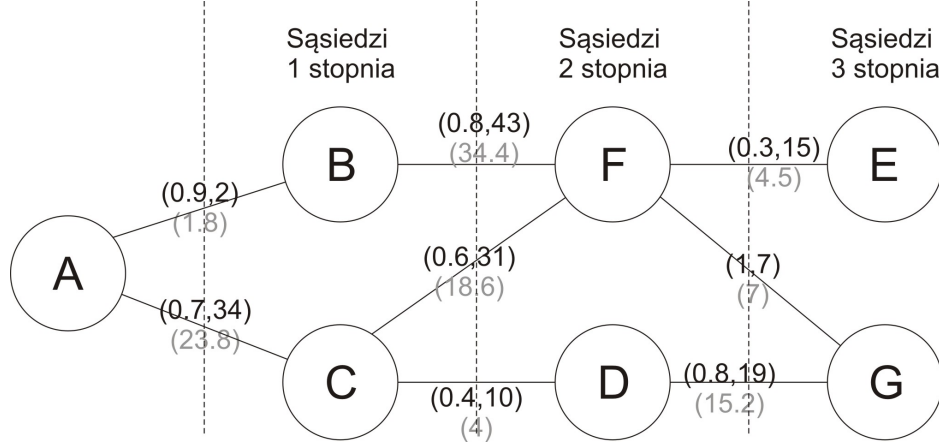 Sąsiedzi
1 stopnia
Sąsiedzi
2 stopnia
Sąsiedzi
3 stopnia
A
B
C
F
D
E
G
(0.9,2)
(1.8)
(0.7,34)
(23.8)
(0.8,43)
(34.4)
(0.6,31)
(18.6)
(0.4,10)
(4)
(0.3,15)
(4.5)
(1,7)
(7)
(0.8,19)
(15.2)